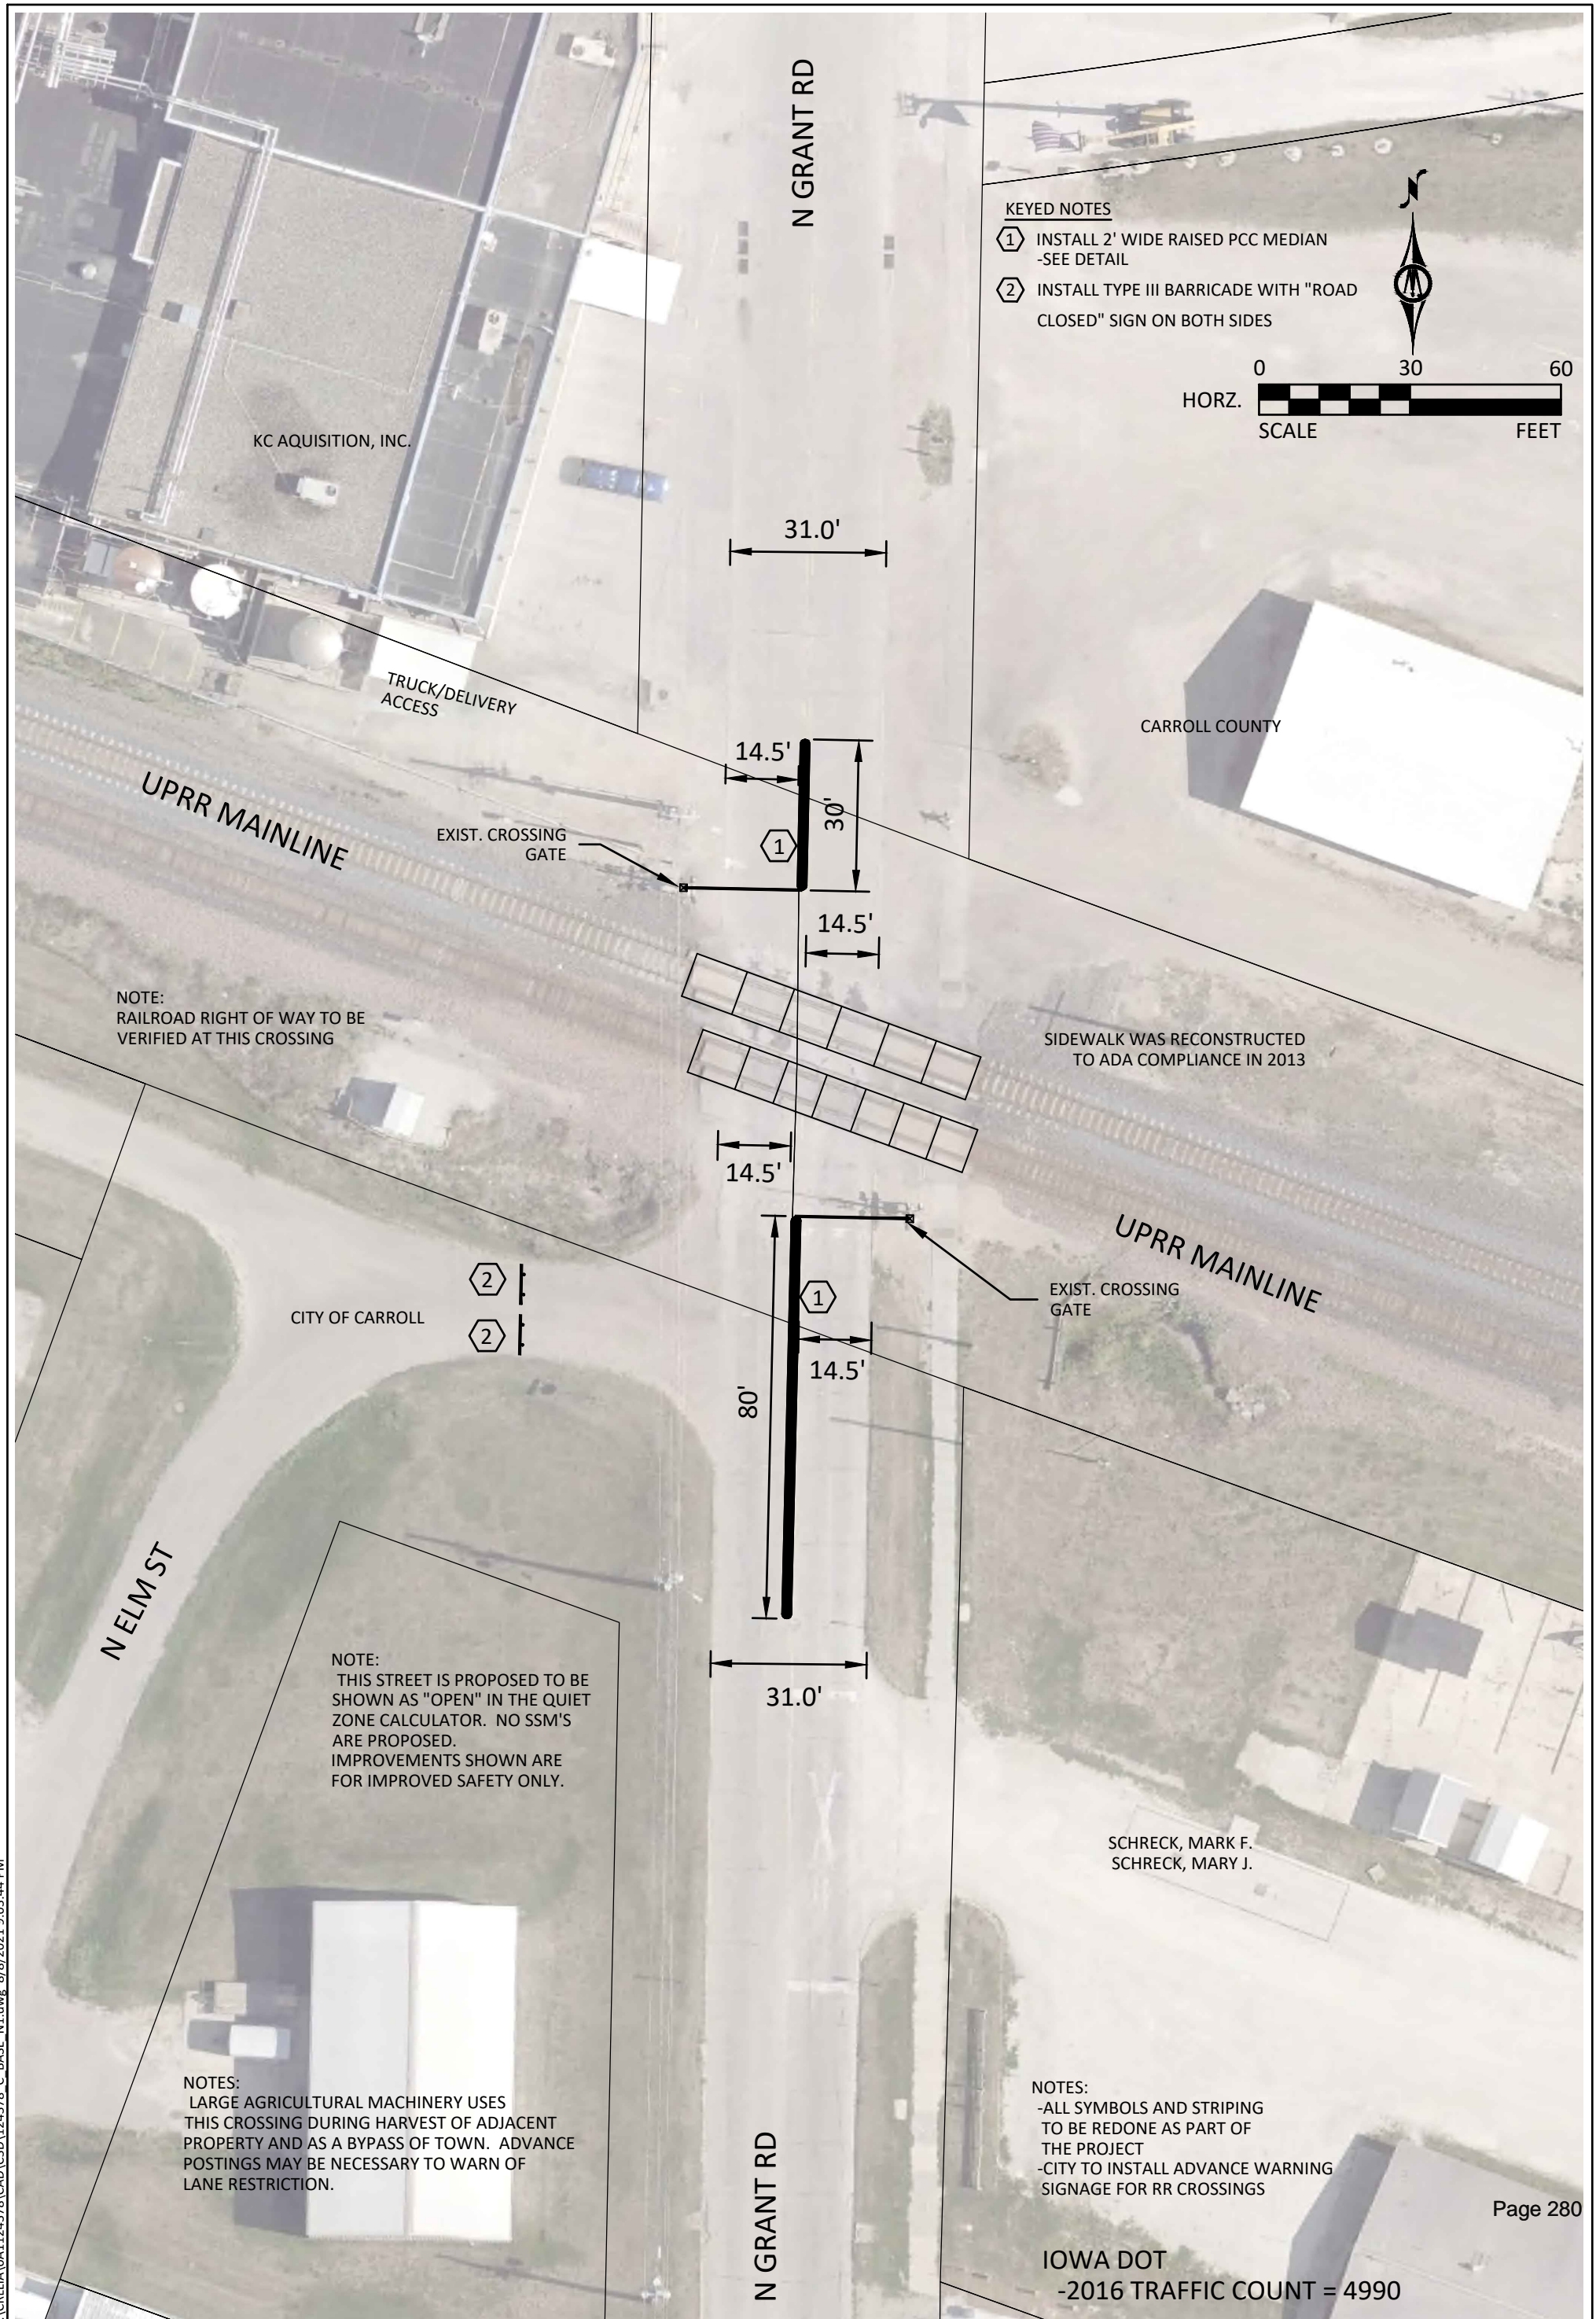 N GRANT RD
KEYED NOTES
1 INSTALL 2' WIDE RAISED PCC MEDIAN
-SEE DETAIL
2 INSTALL TYPE III BARRICADE WITH "ROAD
CLOSED" SIGN ON BOTH SIDES
N
0 30 60
HORZ.
SCALE FEET
KC AQUISITION, INC.
31.0'
TRUCK/DELIVERY
ACCESS
CARROLL COUNTY
14.5'
30'
UPRR MAINLINE
EXIST. CROSSING
GATE
1
14.5'
NOTE:
RAILROAD RIGHT OF WAY TO BE
VERIFIED AT THIS CROSSING
SIDEWALK WAS RECONSTRUCTED
TO ADA COMPLIANCE IN 2013
14.5'
UPRR MAINLINE
2
CITY OF CARROLL
2
1
EXIST. CROSSING
GATE
14.5'
80'
N ELM ST
NOTE:
THIS STREET IS PROPOSED TO BE
SHOWN AS "OPEN" IN THE QUIET
ZONE CALCULATOR. NO SSM'S
ARE PROPOSED.
IMPROVEMENTS SHOWN ARE
FOR IMPROVED SAFETY ONLY.
31.0'
SCHRECK, MARK F.
SCHRECK, MARY J.
NOTES:
LARGE AGRICULTURAL MACHINERY USES
THIS CROSSING DURING HARVEST OF ADJACENT
PROPERTY AND AS A BYPASS OF TOWN. ADVANCE
POSTINGS MAY BE NECESSARY TO WARN OF
LANE RESTRICTION.
N GRANT RD
NOTES:
-ALL SYMBOLS AND STRIPING
TO BE REDONE AS PART OF
THE PROJECT
-CITY TO INSTALL ADVANCE WARNING
SIGNAGE FOR RR CROSSINGS
Page 280
IOWA DOT
-2016 TRAFFIC COUNT = 4990